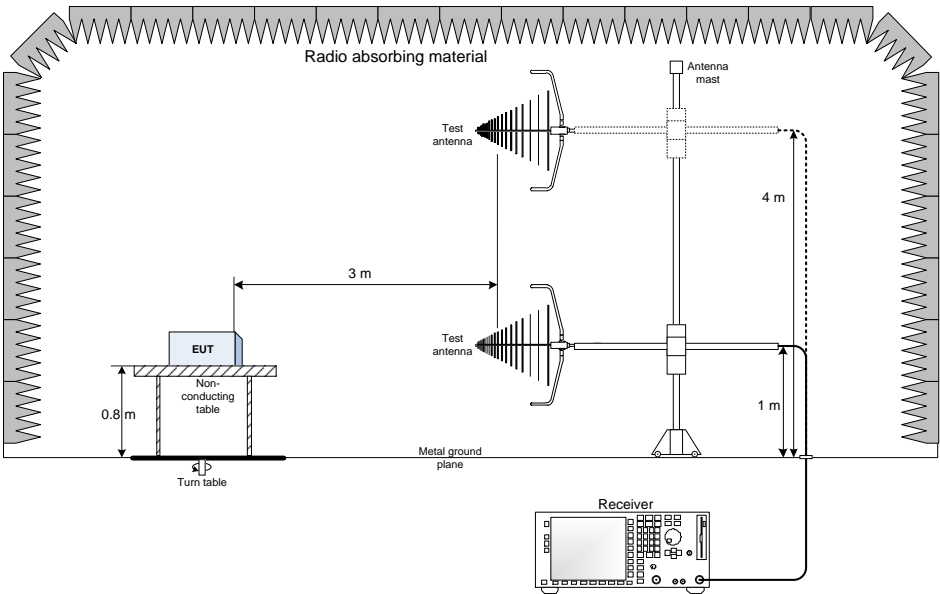 Radio absorbing material
Antenna
mast
Test
antenna
4 m
3 m
Test
antenna
EUT
Non-
conducting
table
0.8 m
1 m
Metal ground
plane
Turn table
Receiver